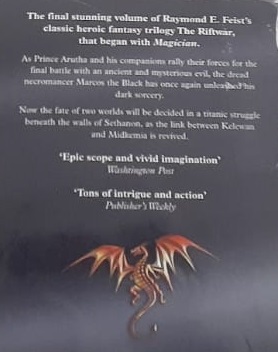 The final stunning volume of Raymond E. Feist's
classic heroic fantasy trilogy The Riftwar,
that began with Magician.
As Prince Arutha and his companions rally their forces for the
final battle with an ancient and mysterious evil, the dread
necromancer Marcos the Black has once again unleashed his
dark sorcery.
Now the fate of two worlds will be decided in a titanic struggle
beneath the walls of Sethanon, as the link between Kelewan
and Midkemia is revived.
'Epic scope and vivid imagination'
Washington Post
'Tons of intrigue and action'
Publisher's Weekly